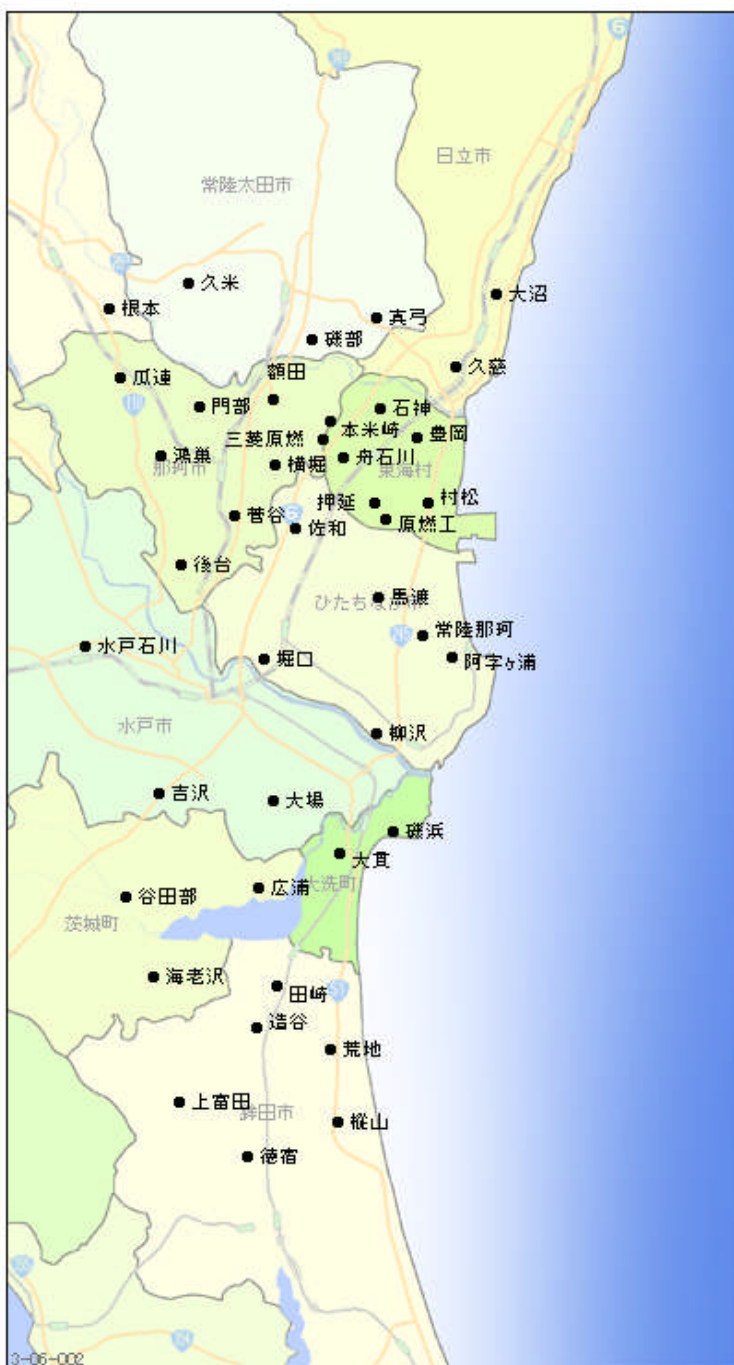 6
349
日立市
常陸太田市
久米
大沼
根本
真弓
磯部
久慈
瓜連
額田
門部
石神
本米崎
豊岡
三菱原燃
鴻巣
舟石川
那珂市
横堀
東海村
押延
村松
菅谷
原燃工
佐和
6
後台
馬渡
ひたちなか市
常陸那珂
245
水戸石川
堀口
阿字ヶ浦
水戸市
柳沢
吉沢
大場
磯浜
大貫
広浦
大洗町
谷田部
茨城町
海老沢
田崎
51
造谷
荒地
上富田
鉾田市
樅山
徳宿
3-06-002